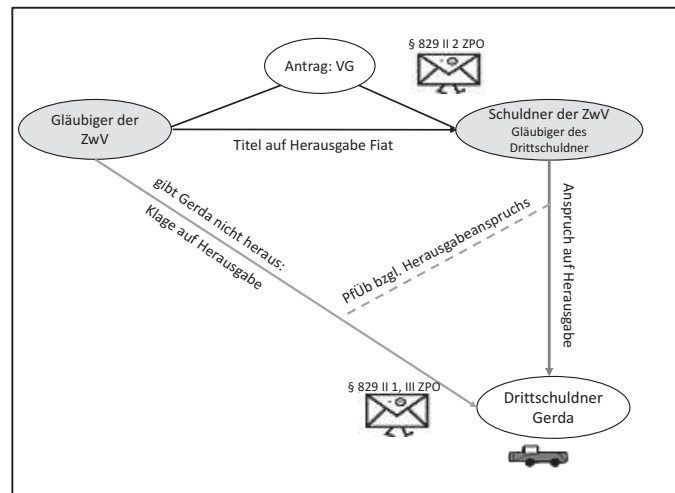 § 829 II 2 ZPO
Antrag: VG
Gläubiger der
ZwV
Schuldner der ZwV
Gläubiger des
Drittschuldner
Titel auf Herausgabe Fiat
gibt Gerda nicht heraus:
Klage auf Herausgabe
PfÜb bzgl. Herausgabeanspruchs
Anspruch auf Herausgabe
§ 829 II 1, III ZPO
Drittschuldner
Gerda